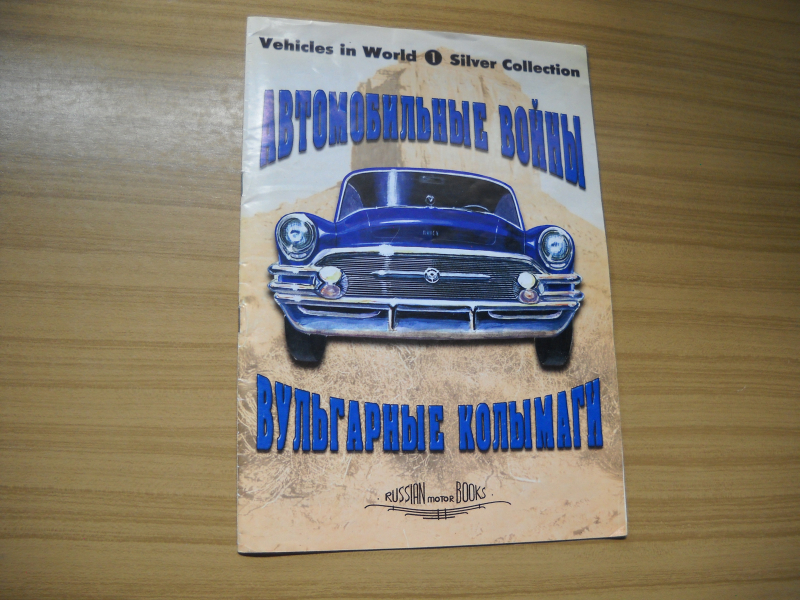 Vehicles in World 1 Silver Collection
АВТОМОБИЛЬНЫЕ ВОЙНЫ
ВУЛЬГАРНЫЕ КОЛЫМАГИ
RUSSIAN MOTOR BOOKS